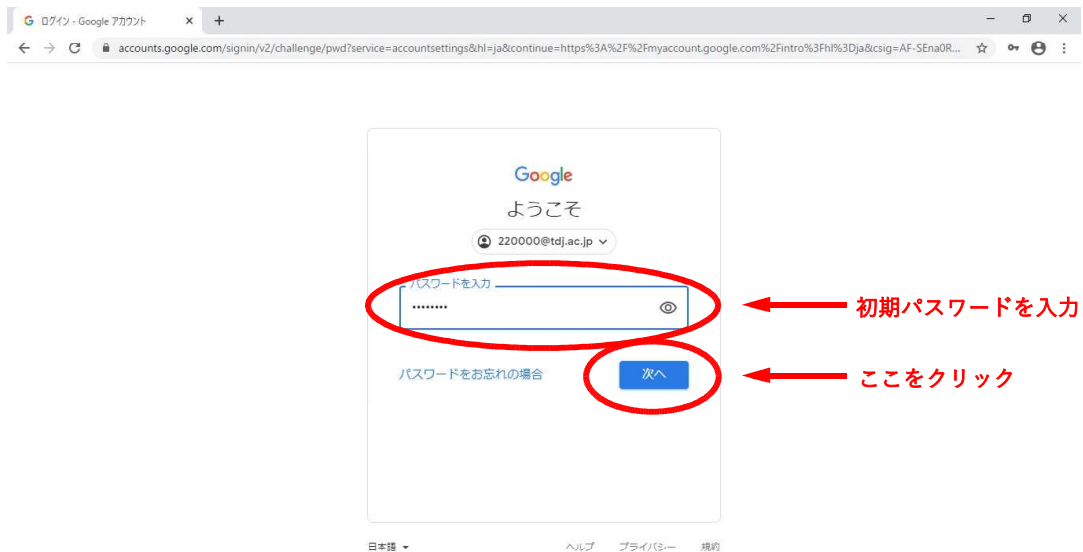 ログイン - Google アカウント
accounts.google.com/signin/v2/challenge/pwd?service=accountsettings&hl=ja&continue=https%3A%2F%2Fmyaccount.google.com%2Fintro%3Fhl%3Dja&csig=AF-SEna0R...
Google
ようこそ
220000@tdj.ac.jp
パスワードを入力
••••••••
初期パスワードを入力
パスワードをお忘れの場合
次へ
ここをクリック
日本語
ヘルプ プライバシー 規約